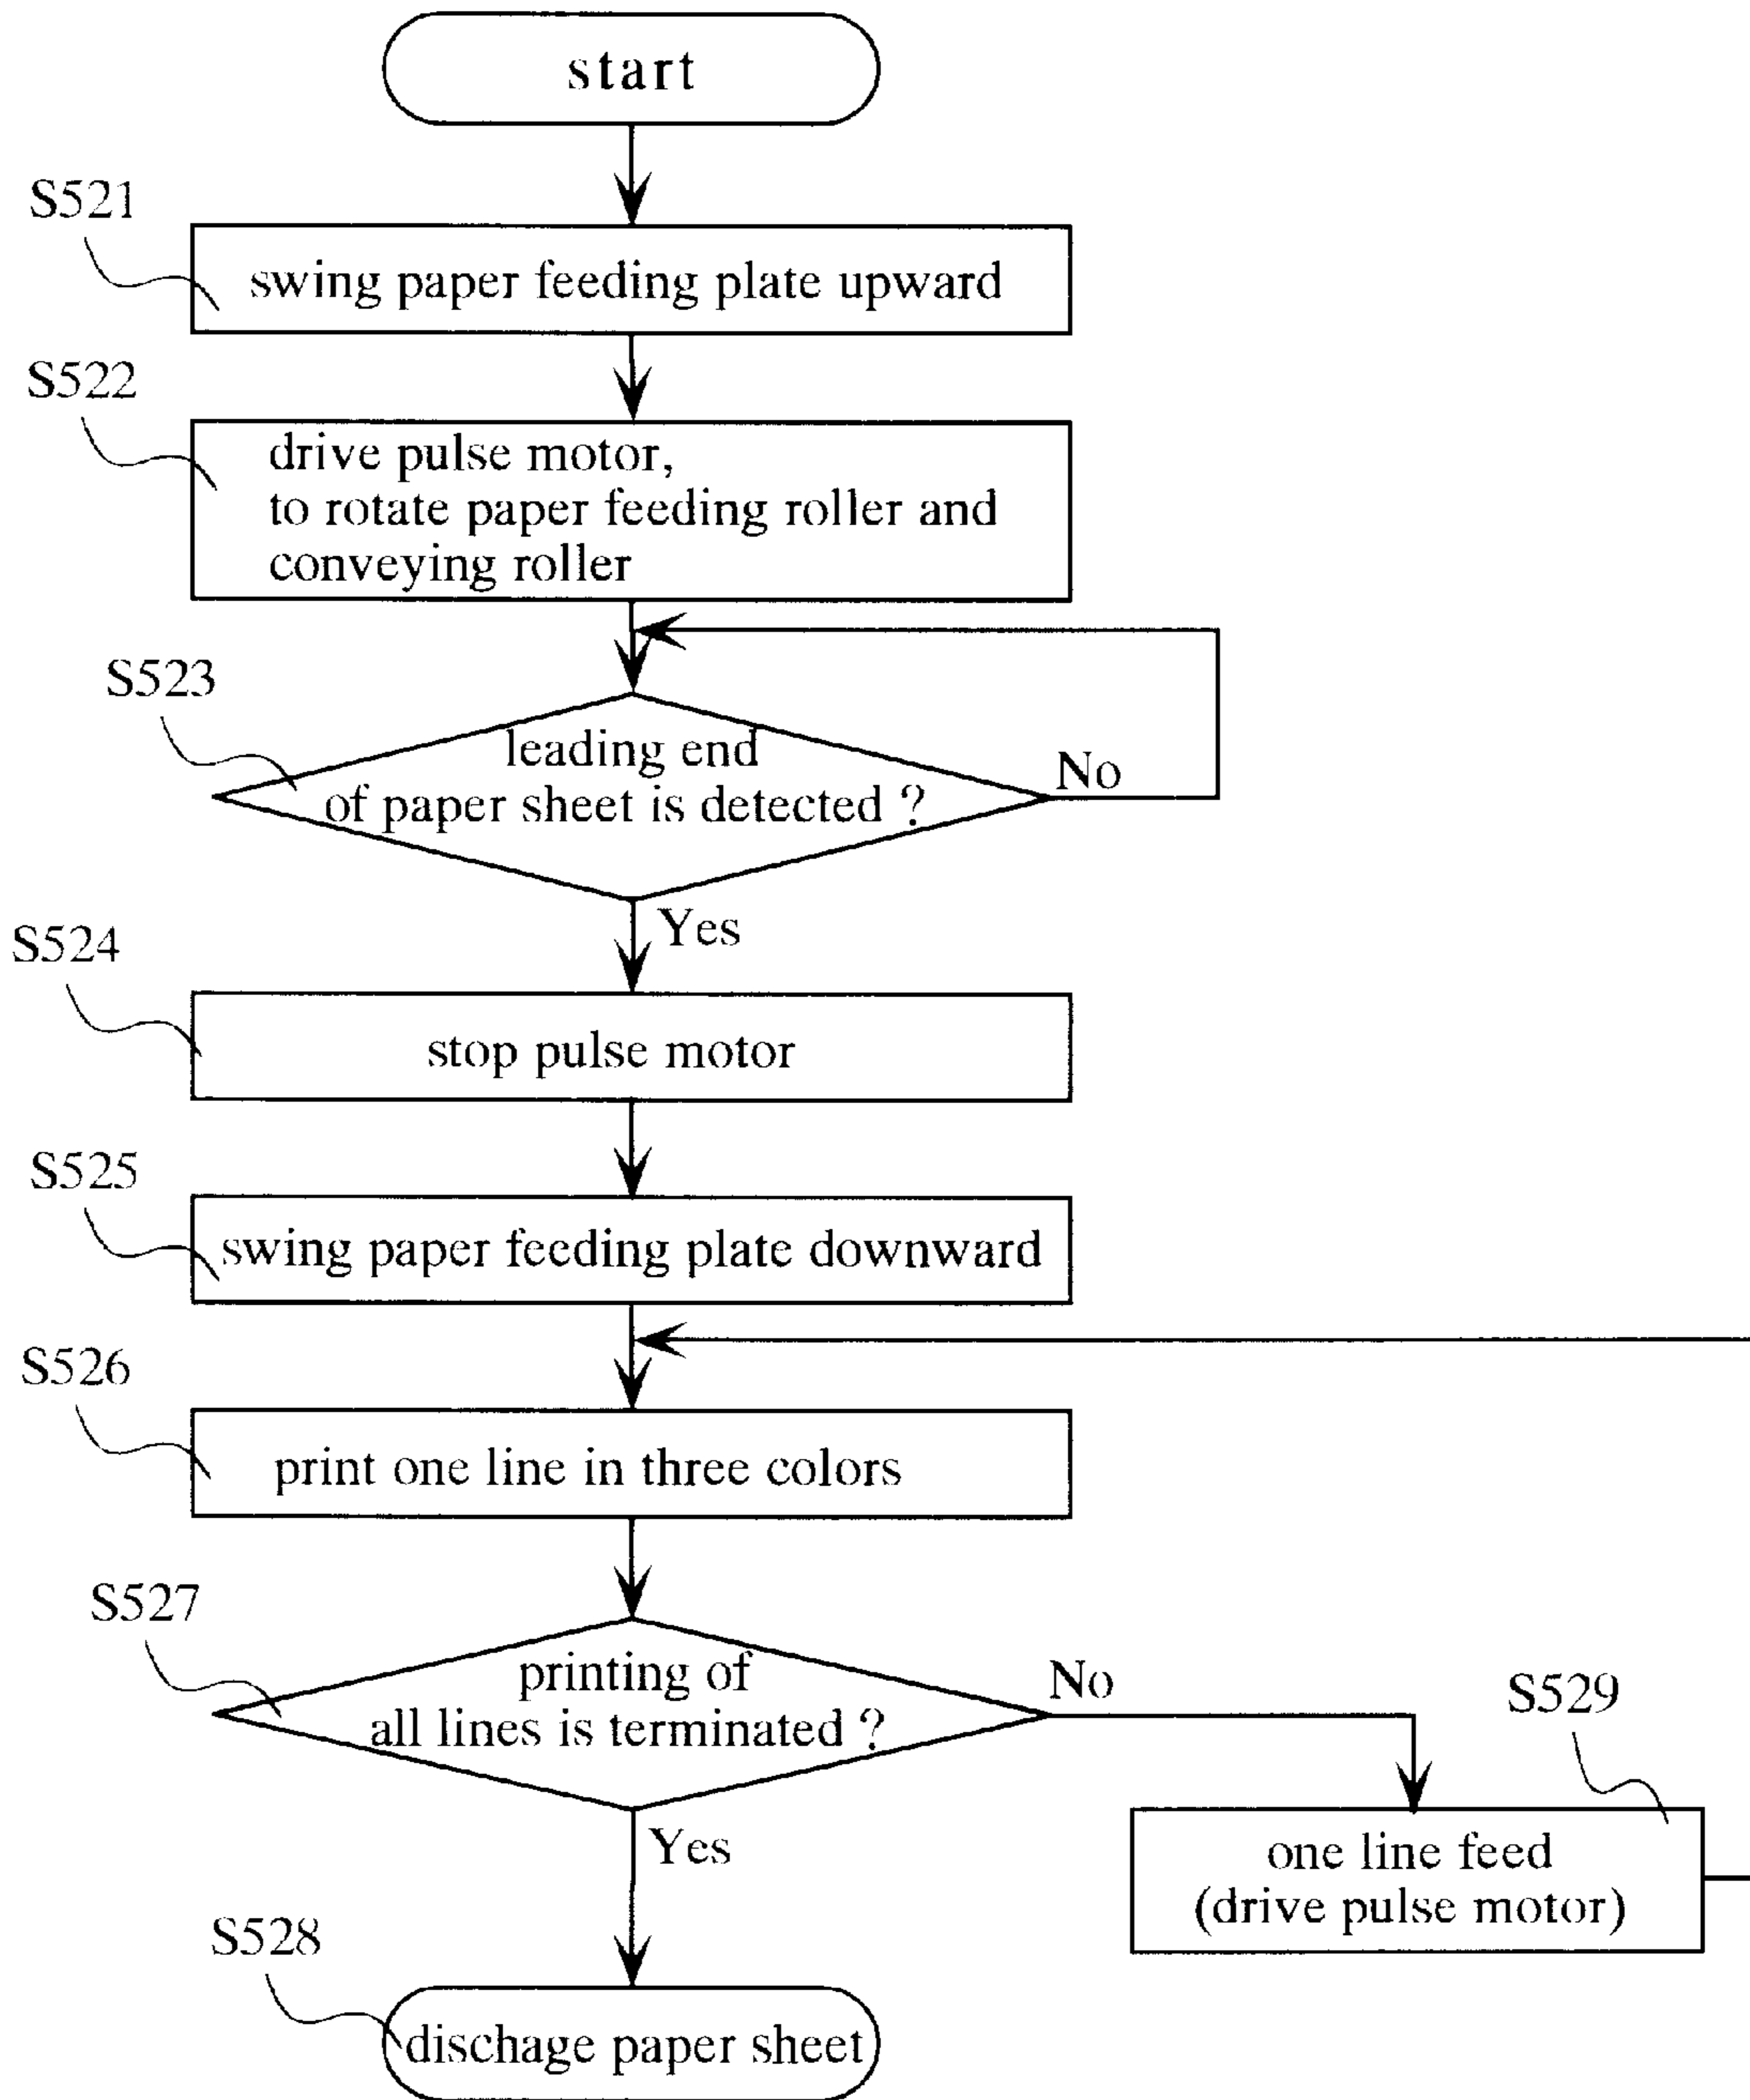 start
S521
swing paper feeding plate upward
S522
drive pulse motor,
to rotate paper feeding roller and
conveying roller
S523
leading end
of paper sheet is detected ?
No
Yes
S524
stop pulse motor
S525
swing paper feeding plate downward
S526
print one line in three colors
S527
printing of
all lines is terminated ?
No
S529
one line feed
(drive pulse motor)
Yes
S528
dischage paper sheet